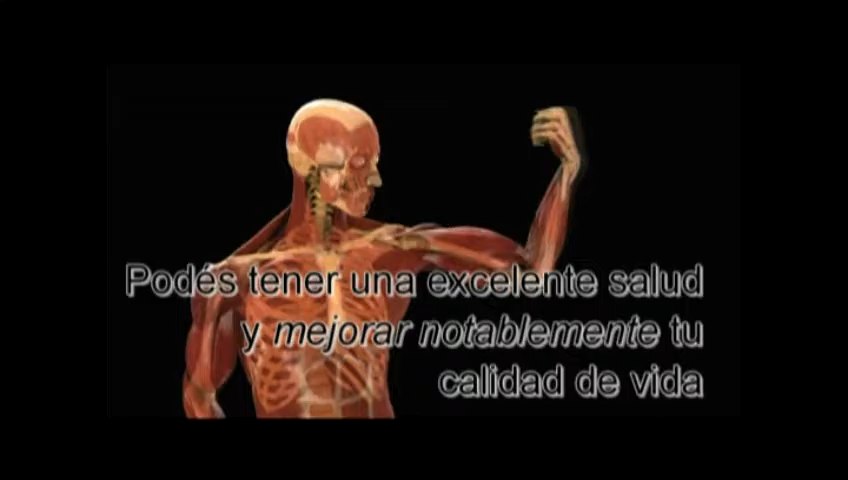 Podés tener una excelente salud
y mejorar notablemente tu
calidad de vida